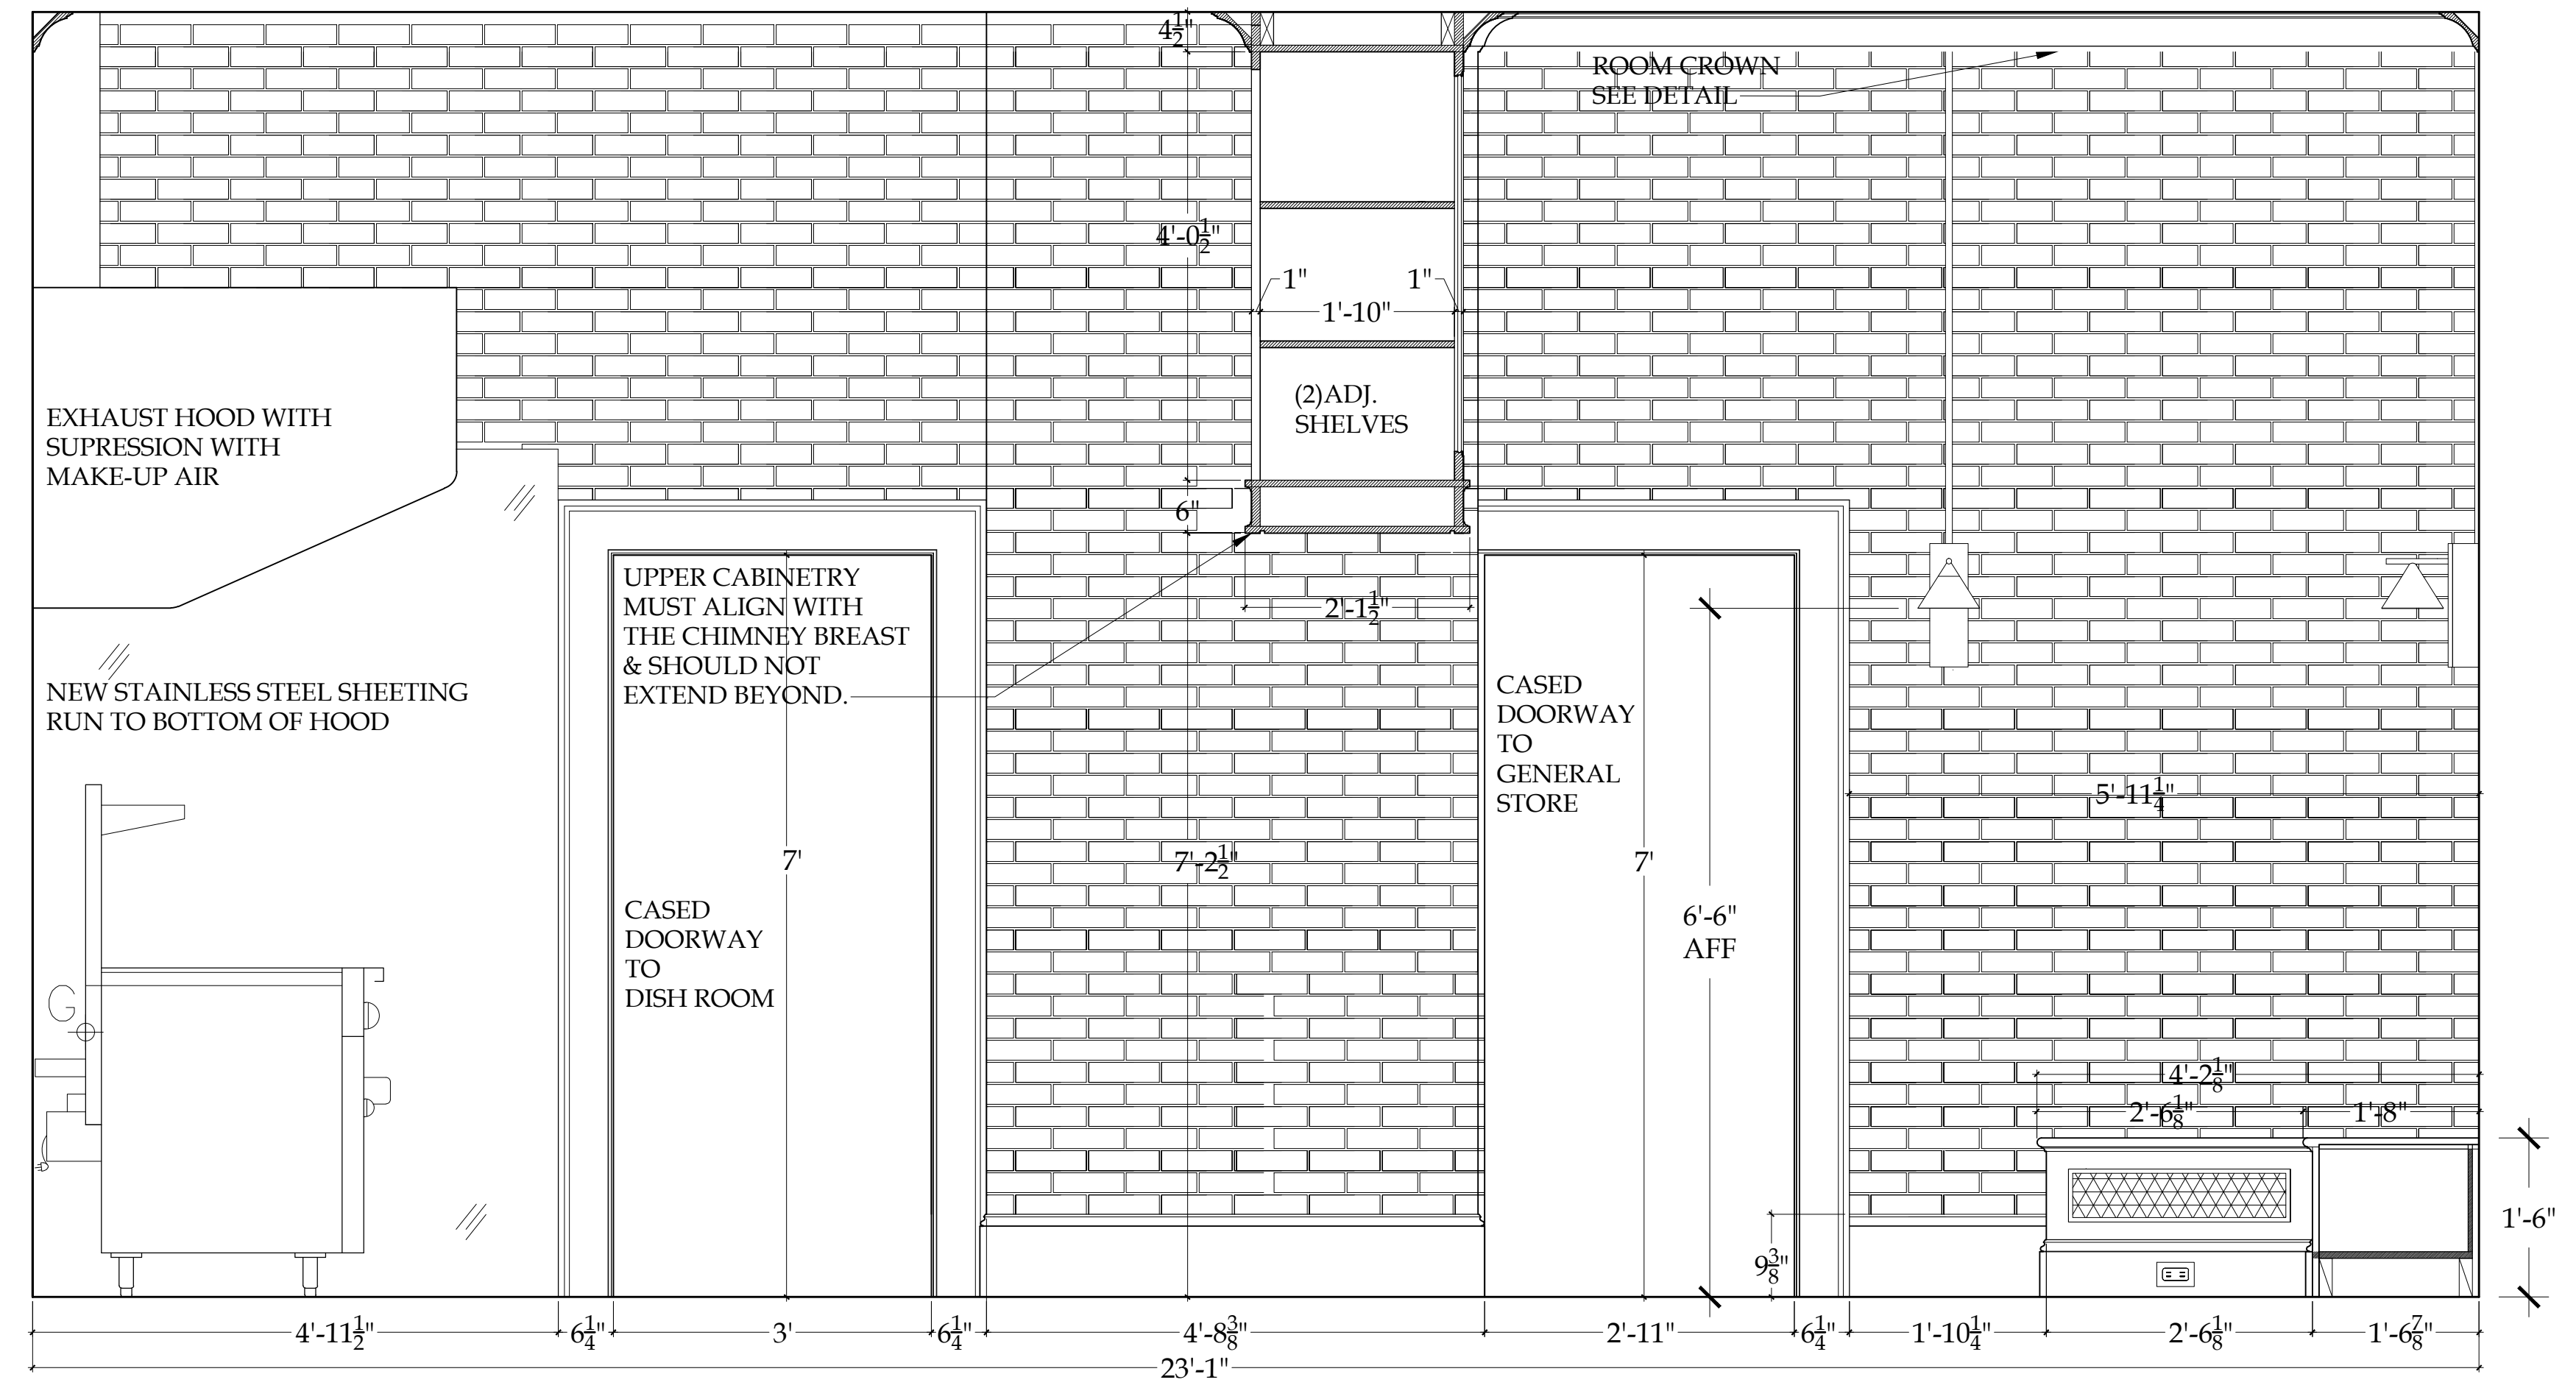 4 1/2"
ROOM CROWN
SEE DETAIL
4'-0 1/2"
1"
1"
1'-10"
(2)ADJ.
SHELVES
EXHAUST HOOD WITH
SUPRESSION WITH
MAKE-UP AIR
6"
UPPER CABINETRY
MUST ALIGN WITH
THE CHIMNEY BREAST
& SHOULD NOT
EXTEND BEYOND.
2'-1 1/2"
NEW STAINLESS STEEL SHEETING
RUN TO BOTTOM OF HOOD
CASED
DOORWAY
TO
GENERAL
STORE
5'-11 1/4"
7'
7'-2 1/2"
7'
6'-6"
AFF
CASED
DOORWAY
TO
DISH ROOM
G
4'-2 1/8"
2'-6 1/8"
1'-8"
1'-6"
9 3/8"
4'-11 1/2"
6 1/4"
3'
6 1/4"
4'-8 3/8"
2'-11"
6 1/4"
1'-10 1/4"
2'-6 1/8"
1'-6 7/8"
23'-1"